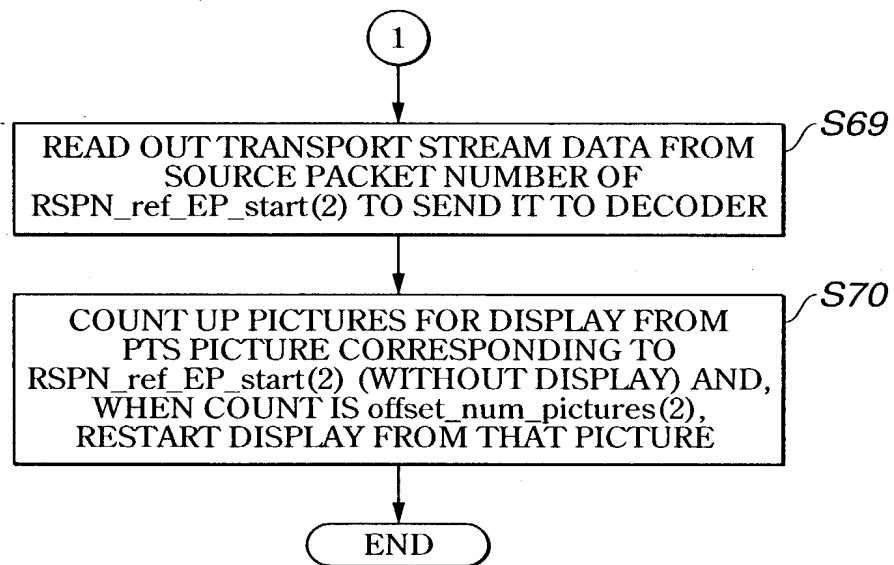 1
S69
READ OUT TRANSPORT STREAM DATA FROM
SOURCE PACKET NUMBER OF
RSPN_ref_EP_start(2) TO SEND IT TO DECODER
S70
COUNT UP PICTURES FOR DISPLAY FROM
PTS PICTURE CORRESPONDING TO
RSPN_ref_EP_start(2) (WITHOUT DISPLAY) AND,
WHEN COUNT IS offset_num_pictures(2),
RESTART DISPLAY FROM THAT PICTURE
END